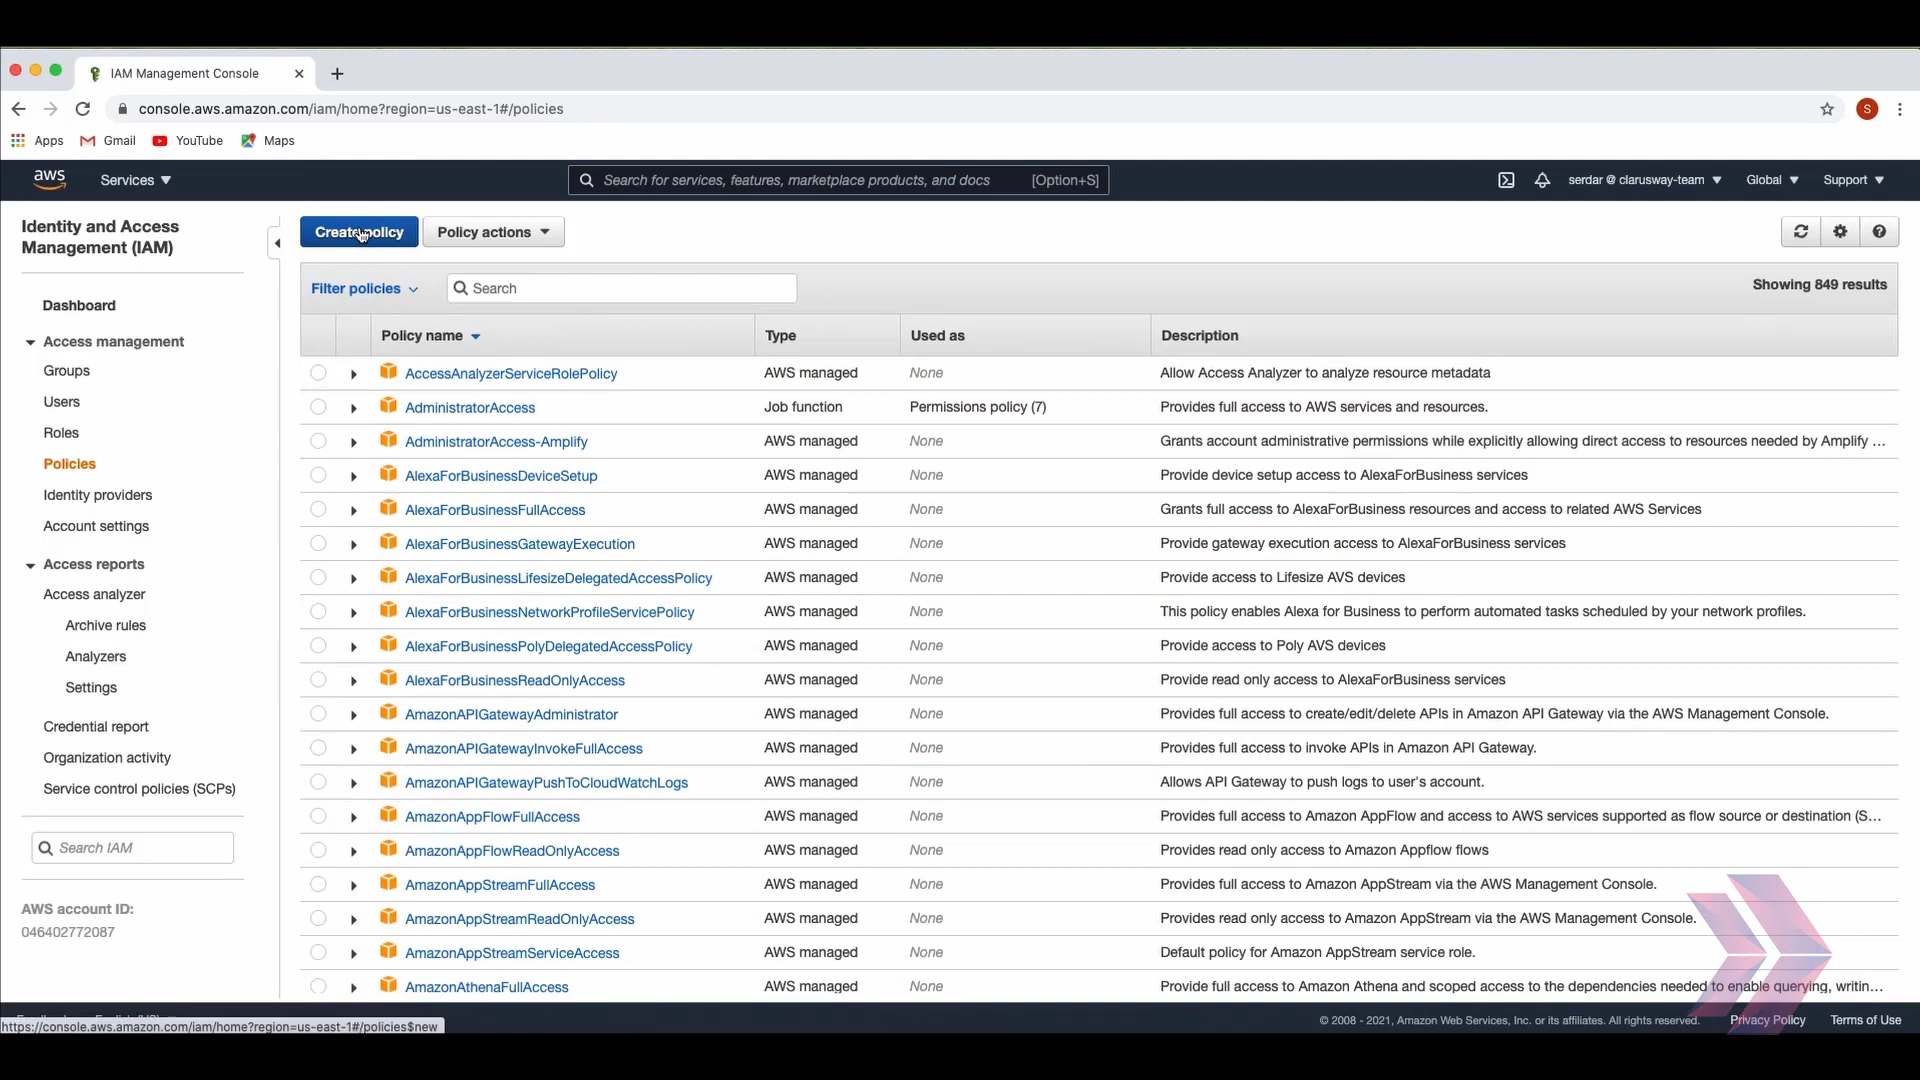 IAM Management Console
console.aws.amazon.com/iam/home?region=us-east-1#/policies
S
Apps Gmail YouTube Maps
aws Services Search for services, features, marketplace products, and docs [Option+S] serdar @ clarusway-team Global Support
Identity and Access
Management (IAM)
Dashboard
Access management
Groups
Users
Roles
Policies
Identity providers
Account settings
Access reports
Access analyzer
Archive rules
Analyzers
Settings
Credential report
Organization activity
Service control policies (SCPs)
Search IAM
AWS account ID:
046402772087
Create policy Policy actions
Filter policies Search Showing 849 results
Policy name Type Used as Description
AccessAnalyzerServiceRolePolicy AWS managed None Allow Access Analyzer to analyze resource metadata
AdministratorAccess Job function Permissions policy (7) Provides full access to AWS services and resources.
AdministratorAccess-Amplify AWS managed None Grants account administrative permissions while explicitly allowing direct access to resources needed by Amplify ...
AlexaForBusinessDeviceSetup AWS managed None Provide device setup access to AlexaForBusiness services
AlexaForBusinessFullAccess AWS managed None Grants full access to AlexaForBusiness resources and access to related AWS Services
AlexaForBusinessGatewayExecution AWS managed None Provide gateway execution access to AlexaForBusiness services
AlexaForBusinessLifesizeDelegatedAccessPolicy AWS managed None Provide access to Lifesize AVS devices
AlexaForBusinessNetworkProfileServicePolicy AWS managed None This policy enables Alexa for Business to perform automated tasks scheduled by your network profiles.
AlexaForBusinessPolyDelegatedAccessPolicy AWS managed None Provide access to Poly AVS devices
AlexaForBusinessReadOnlyAccess AWS managed None Provide read only access to AlexaForBusiness services
AmazonAPIGatewayAdministrator AWS managed None Provides full access to create/edit/delete APIs in Amazon API Gateway via the AWS Management Console.
AmazonAPIGatewayInvokeFullAccess AWS managed None Provides full access to invoke APIs in Amazon API Gateway.
AmazonAPIGatewayPushToCloudWatchLogs AWS managed None Allows API Gateway to push logs to user's account.
AmazonAppFlowFullAccess AWS managed None Provides full access to Amazon AppFlow and access to AWS services supported as flow source or destination (S...
AmazonAppFlowReadOnlyAccess AWS managed None Provides read only access to Amazon Appflow flows
AmazonAppStreamFullAccess AWS managed None Provides full access to Amazon AppStream via the AWS Management Console.
AmazonAppStreamReadOnlyAccess AWS managed None Provides read only access to Amazon AppStream via the AWS Management Console.
AmazonAppStreamServiceAccess AWS managed None Default policy for Amazon AppStream service role.
AmazonAthenaFullAccess AWS managed None Provide full access to Amazon Athena and scoped access to the dependencies needed to enable querying, writin...
https://console.aws.amazon.com/iam/home?region=us-east-1#/policies$new
© 2008 - 2021, Amazon Web Services, Inc. or its affiliates. All rights reserved. Privacy Policy Terms of Use